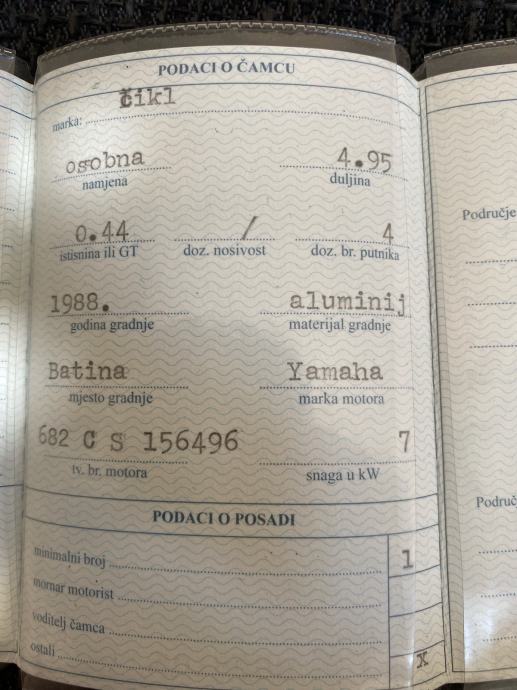 PODACI O ČAMCU
čikl
marka:
osobna 4.95
namjena duljina
0.44 / 4
istisnina ili GT doz. nosivost doz. br. putnika
1988. aluminij
godina gradnje materijal gradnje
Batina Yamaha
mjesto gradnje marka motora
682 C S 156496 7
tv. br. motora snaga u kW
PODACI O POSADI
minimalni broj 1
mornar motorist
voditelj čamca
ostali x
Područje